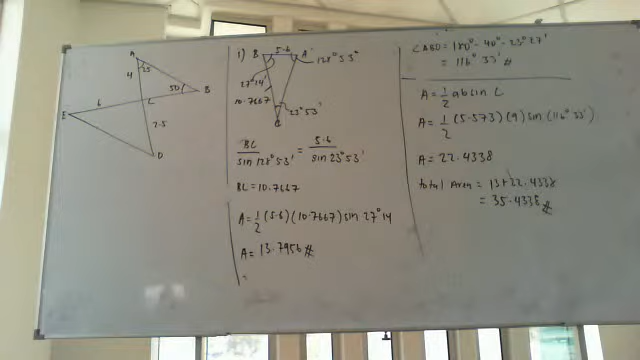 A
4
25
50°
B
C
6
E
2.5
D
1) B 5.6 A'
128° 53'
27°14'
10.7667
23° 53'
C
BC / sin 128° 53' = 5.6 / sin 23° 53'
BC = 10.7667
A = 1/2 (5.6) (10.7667) sin 27° 14
A = 13.7956 #
= 180° - 40° - 23° 27'
= 116° 33' #
A = 1/2 ab sin C
A = 1/2 (5.573) (9) sin (116° 33')
A = 22.4338
total Area = 13 + 22.4338
= 35.4338 #